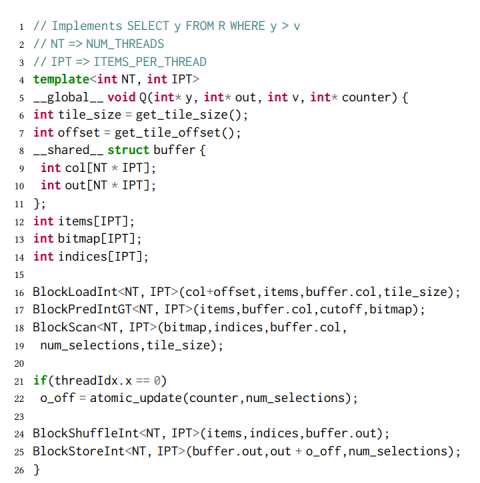 1 // Implements SELECT y FROM R WHERE y > v
2 // NT => NUM_THREADS
3 // IPT => ITEMS_PER_THREAD
4 template<int NT, int IPT>
5 __global__ void Q(int* y, int* out, int v, int* counter) {
6 int tile_size = get_tile_size();
7 int offset = get_tile_offset();
8 __shared__ struct buffer {
9 int col[NT * IPT];
10 int out[NT * IPT];
11 };
12 int items[IPT];
13 int bitmap[IPT];
14 int indices[IPT];
15
16 BlockLoadInt<NT, IPT>(col+offset,items,buffer.col,tile_size);
17 BlockPredIntGT<NT, IPT>(items,buffer.col,cutoff,bitmap);
18 BlockScan<NT, IPT>(bitmap,indices,buffer.col,
19 num_selections,tile_size);
20
21 if(threadIdx.x == 0)
22 o_off = atomic_update(counter,num_selections);
23
24 BlockShuffleInt<NT, IPT>(items,indices,buffer.out);
25 BlockStoreInt<NT, IPT>(buffer.out,out + o_off,num_selections);
26 }